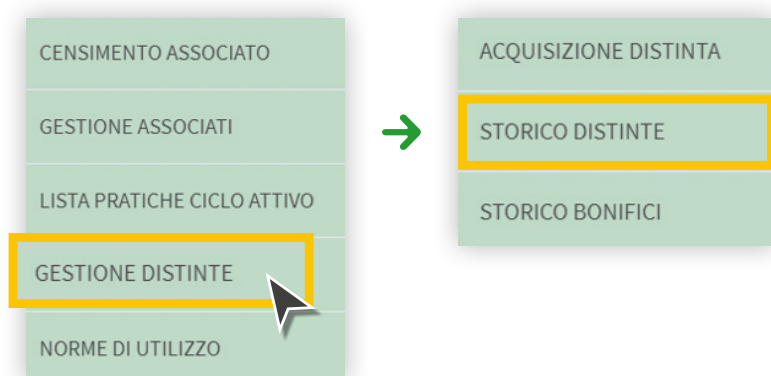 CENSIMENTO ASSOCIATO
GESTIONE ASSOCIATI
LISTA PRATICHE CICLO ATTIVO
GESTIONE DISTINTE
NORME DI UTILIZZO
ACQUISIZIONE DISTINTA
STORICO DISTINTE
STORICO BONIFICI